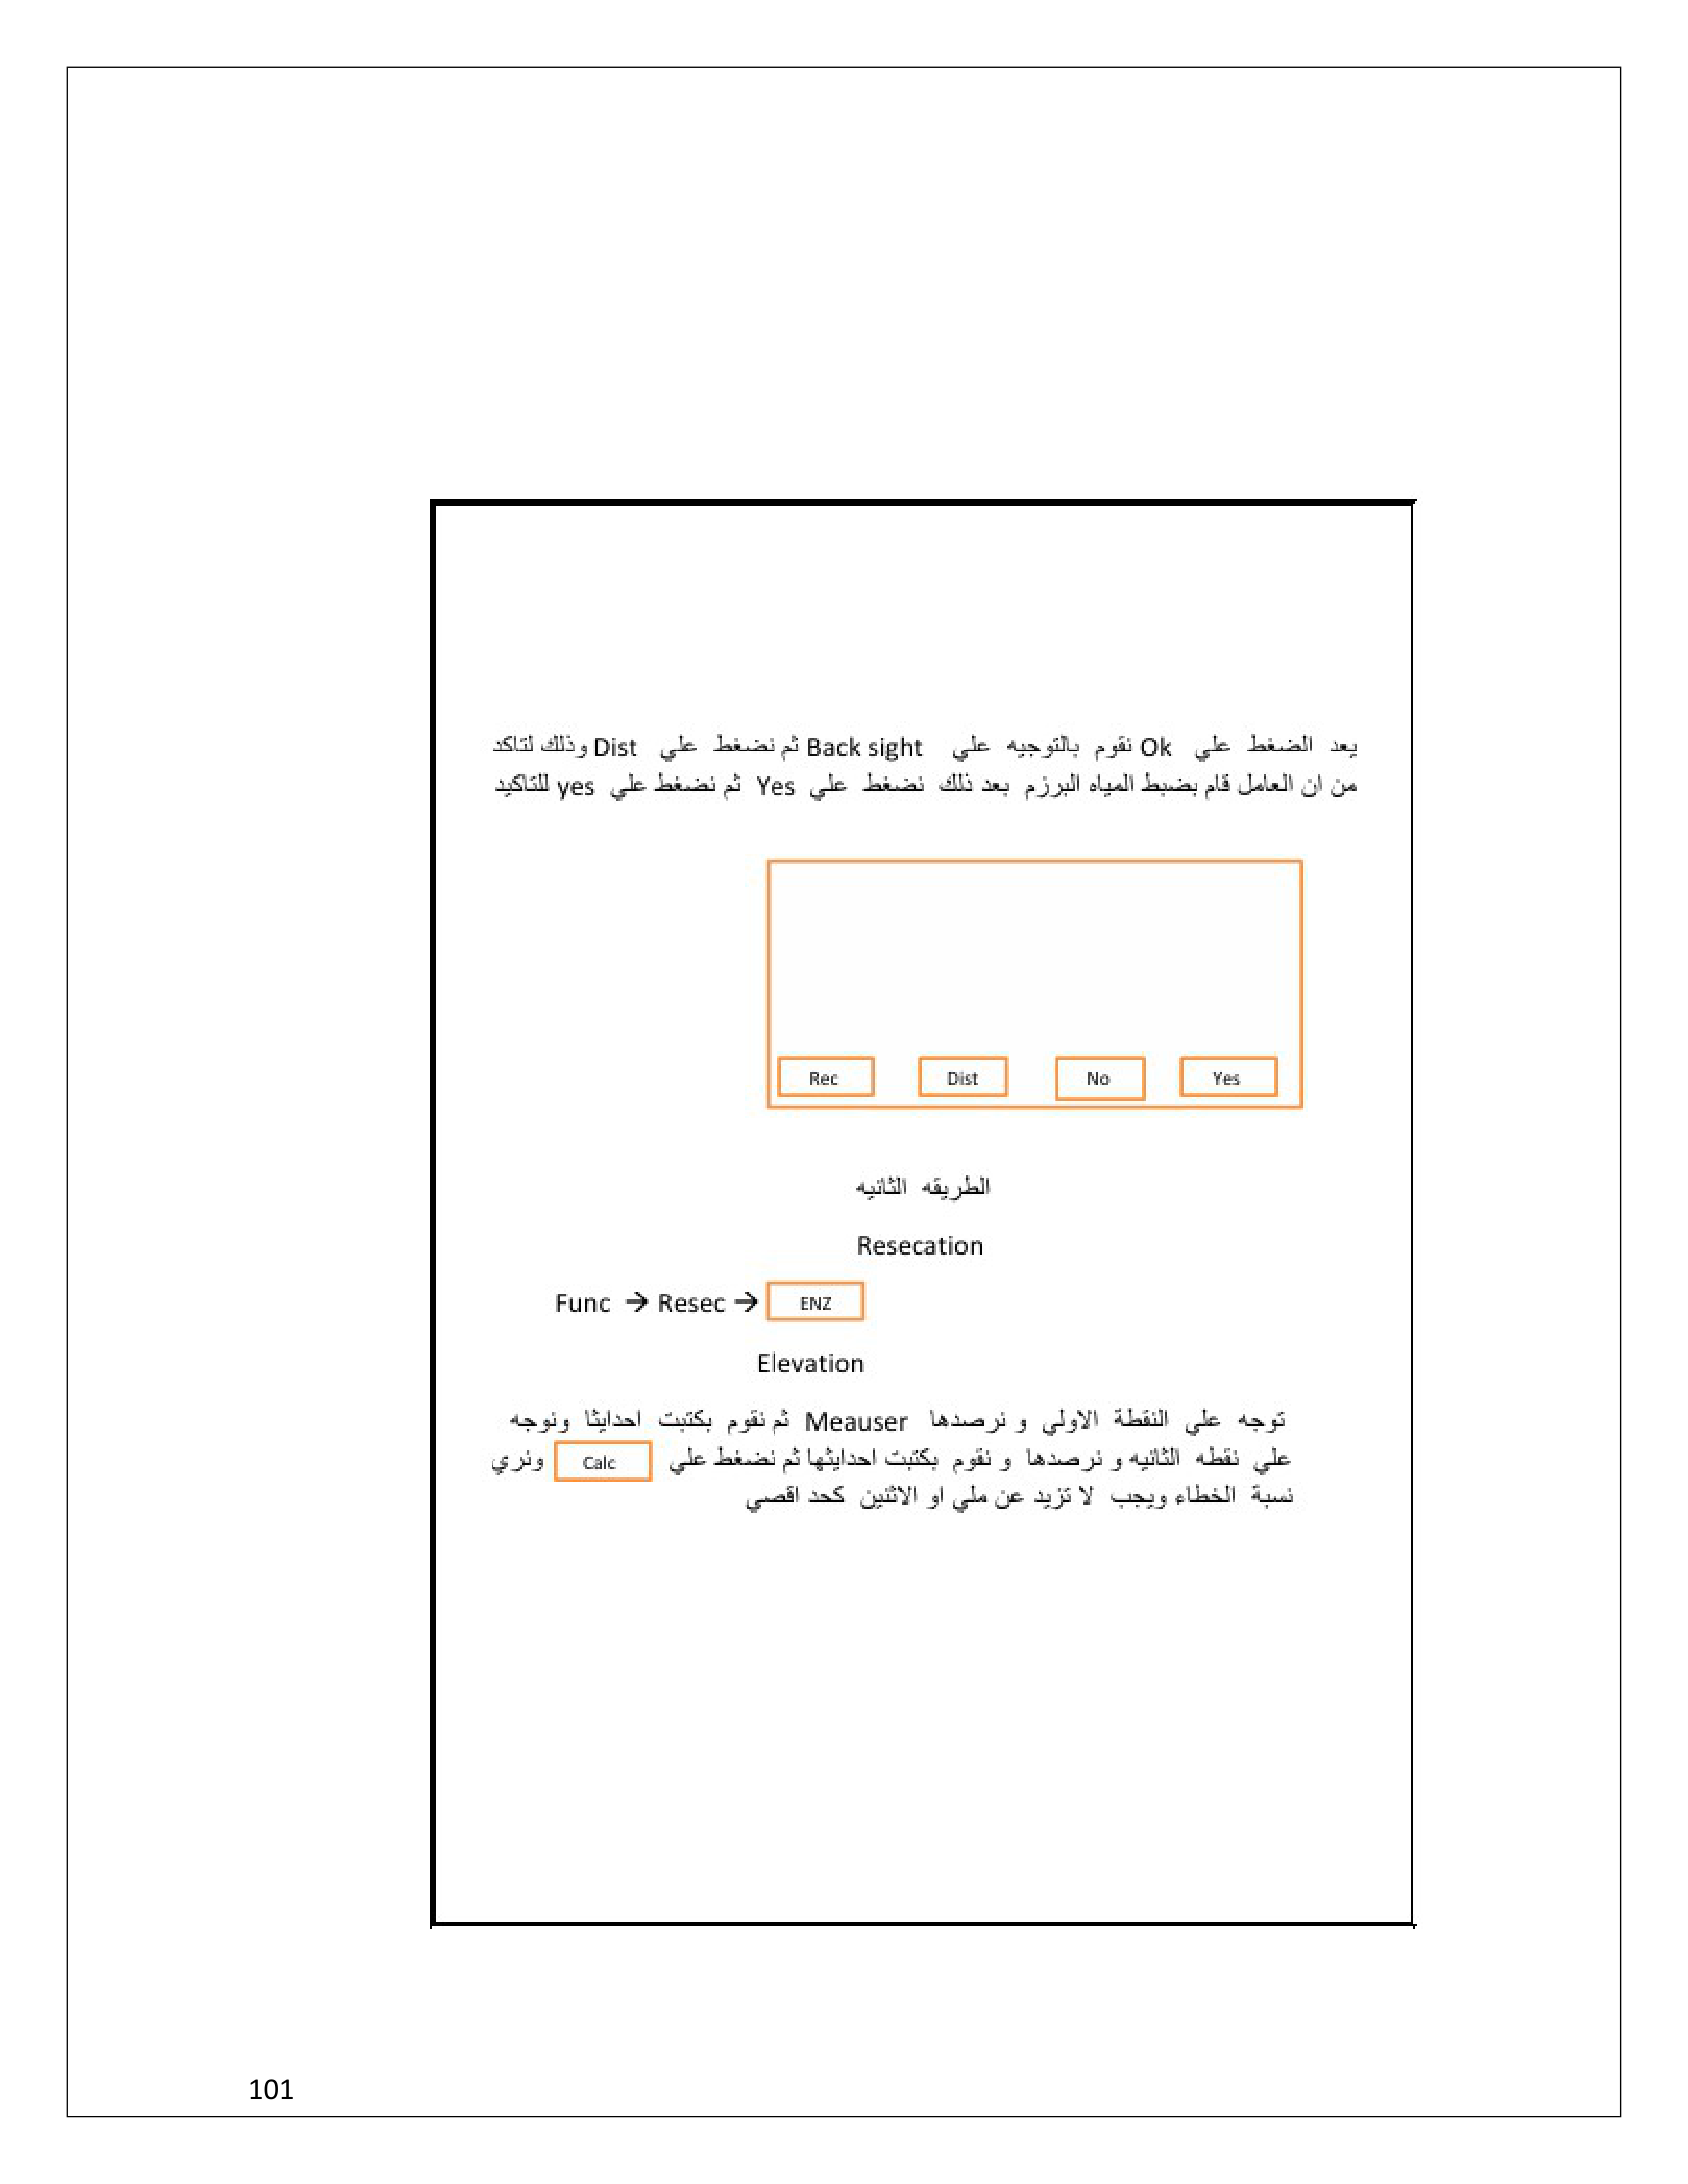 يعد الضغط علي Ok نقوم بالتوجيه علي Back sight ثم نضغط علي Dist وذلك لتاكد
من ان العامل قام بضبط المياه البرزم بعد ذلك نضغط علي Yes ثم نضغط علي yes للتاكيد
Rec Dist No Yes
الطريقه الثانيه
Resecation
Func → Resec → ENZ
Elevation
توجه علي النقطة الاولي و نرصدها Meauser ثم نقوم بكتبت احدايثا ونوجه
علي نقطه الثانيه و نرصدها و نقوم بكتبت احدايثها ثم نضغط علي Calc ونري
نسبة الخطاء ويجب لا تزيد عن ملي او الاثنين كحد اقصي
101